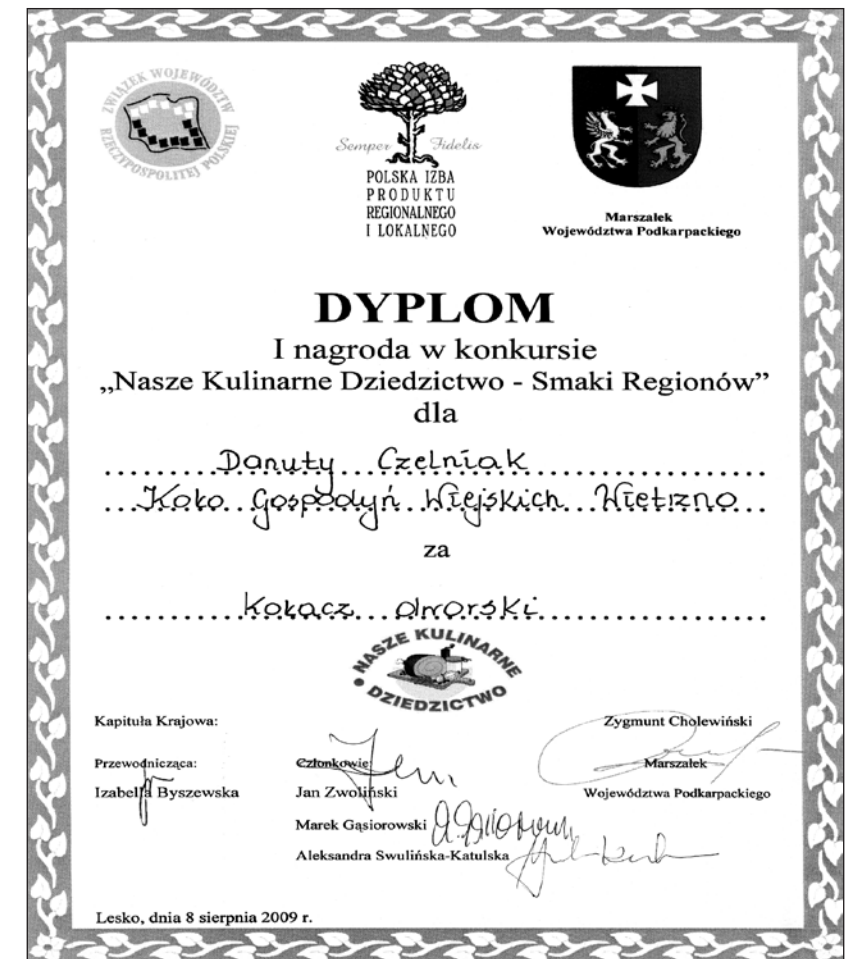 ZWIĄZEK WOJEWÓDZTW
RZECZYPOSPOLITEJ POLSKIEJ
Semper Fidelis
POLSKA IZBA
PRODUKTU
REGIONALNEGO
I LOKALNEGO
Marszałek
Województwa Podkarpackiego
DYPLOM
I nagroda w konkursie
„Nasze Kulinarne Dziedzictwo - Smaki Regionów”
dla
Danuty Czelniak
Koło Gospodyń Wiejskich Wietrzno
za
Kołacz dworski
NASZE KULINARNE
DZIEDZICTWO
Kapituła Krajowa:
Zygmunt Cholewiński
Przewodnicząca:
Członkowie:
Marszałek
Izabella Byszewska
Jan Zwoliński
Województwa Podkarpackiego
Marek Gąsiorowski
Aleksandra Swulińska-Katulska
Lesko, dnia 8 sierpnia 2009 r.